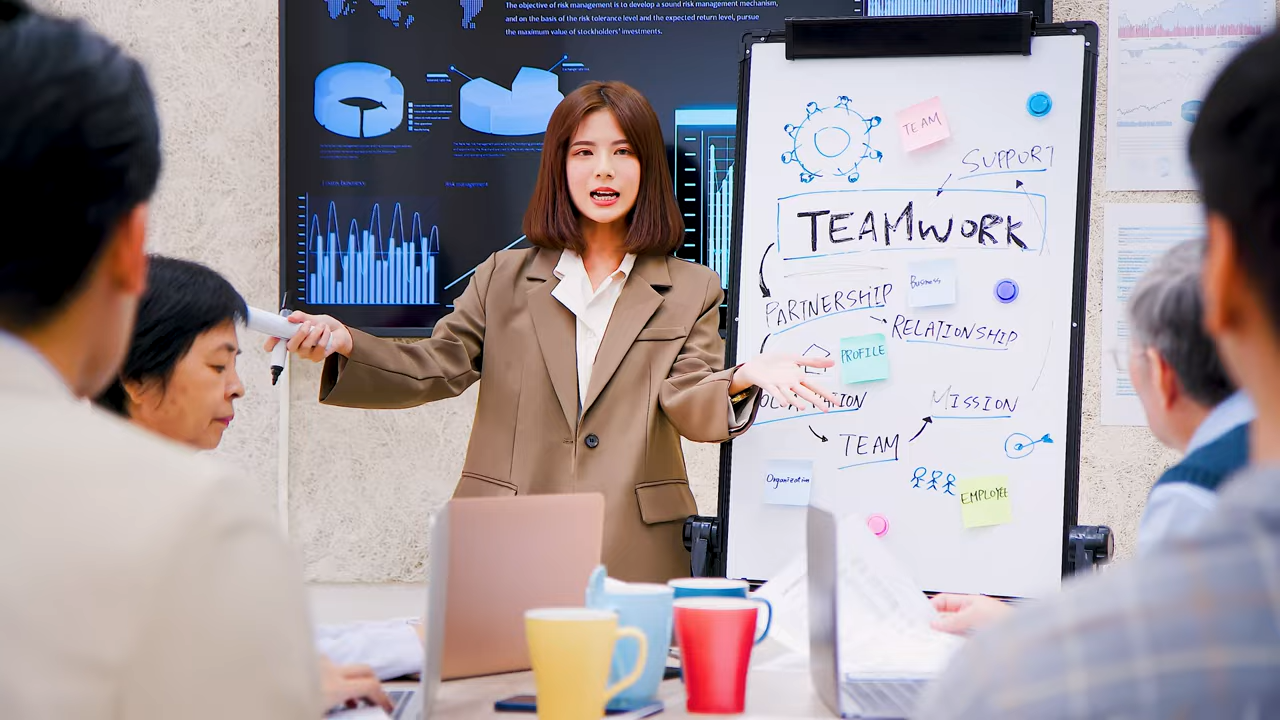 The objective of risk management is to develop a sound risk management mechanism,
and on the basis of the risk tolerance level and the expected return level, pursue
the maximum value of stockholders' investments.
Risk management
TEAM
SUPPORT
TEAMWORK
Business
PARTNERSHIP
RELATIONSHIP
PROFILE
MISSION
TEAM
Organization
EMPLOYEE